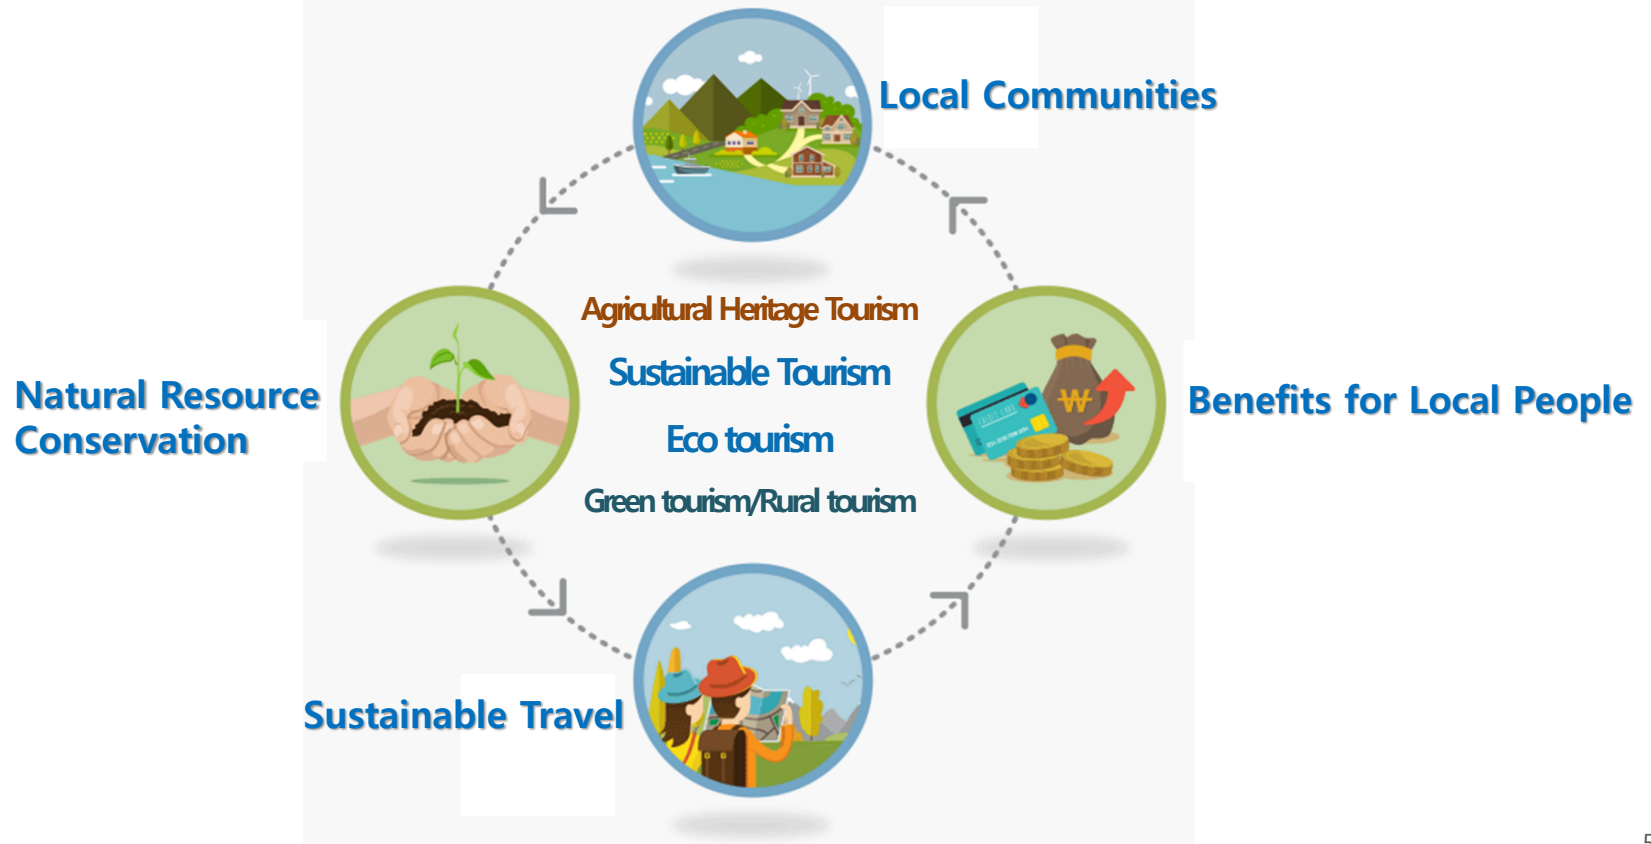 Local Communities
Agricultural Heritage Tourism
Sustainable Tourism
Eco tourism
Green tourism/Rural tourism
Natural Resource
Conservation
Benefits for Local People
₩
Sustainable Travel